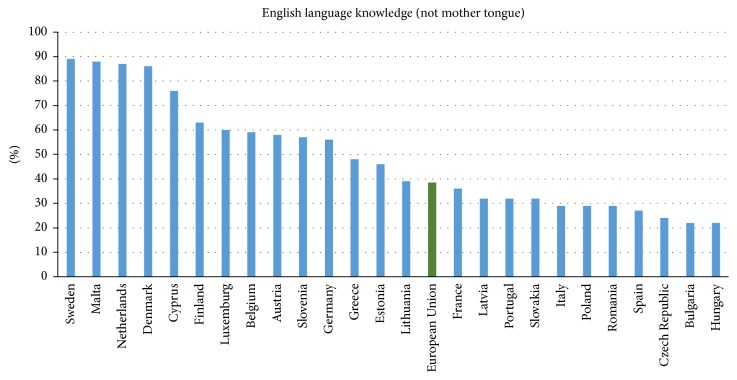 English language knowledge (not mother tongue)
100
90
80
70
60
50
40
30
20
10
0
(%)
Sweden
Malta
Netherlands
Denmark
Cyprus
Finland
Luxemburg
Belgium
Austria
Slovenia
Germany
Greece
Estonia
Lithuania
European Union
France
Latvia
Portugal
Slovakia
Italy
Poland
Romania
Spain
Czech Republic
Bulgaria
Hungary